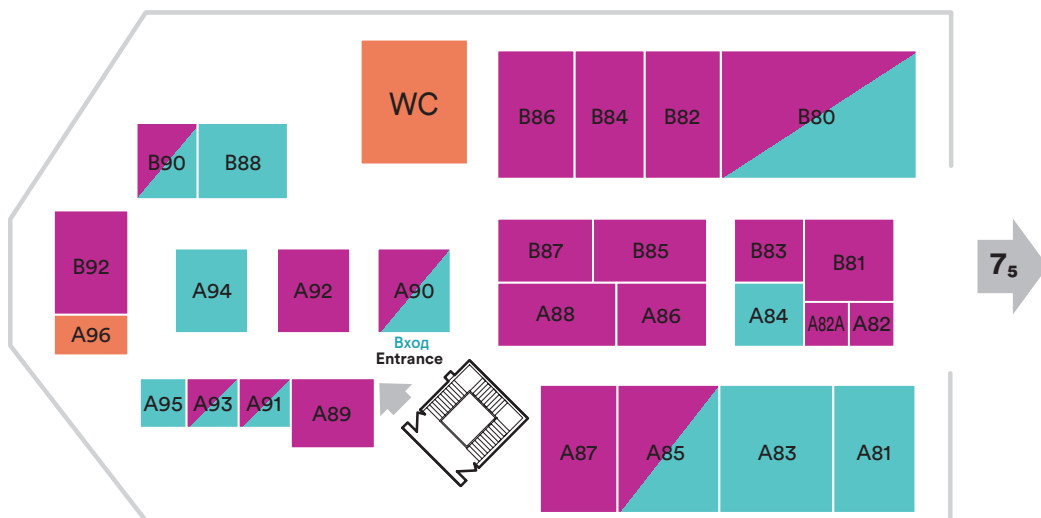 WC
B86
B84
B82
B80
B90
B88
B92
A96
A94
A92
A90
Вход
Entrance
B87
B85
A88
A86
B83
B81
A84
A82A
A82
7₅
A95
A93
A91
A89
A87
A85
A83
A81